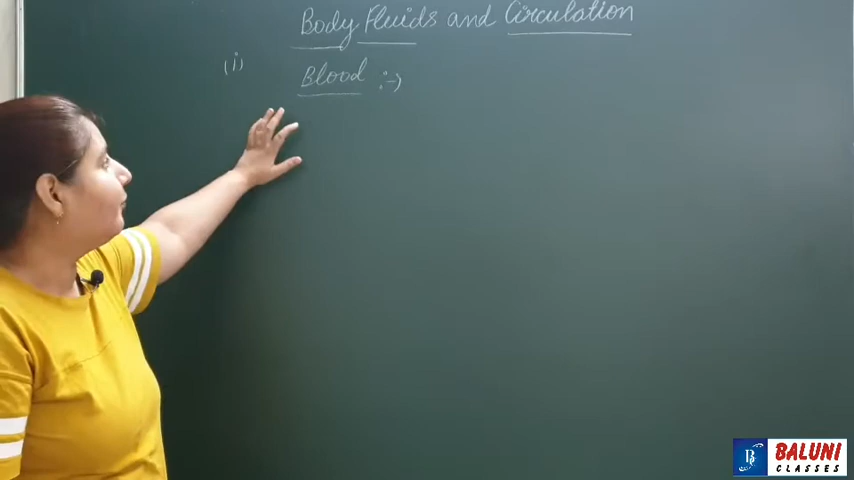 Body Fluids and Circulation
(i) Blood :-)
B
BALUNI
CLASSES